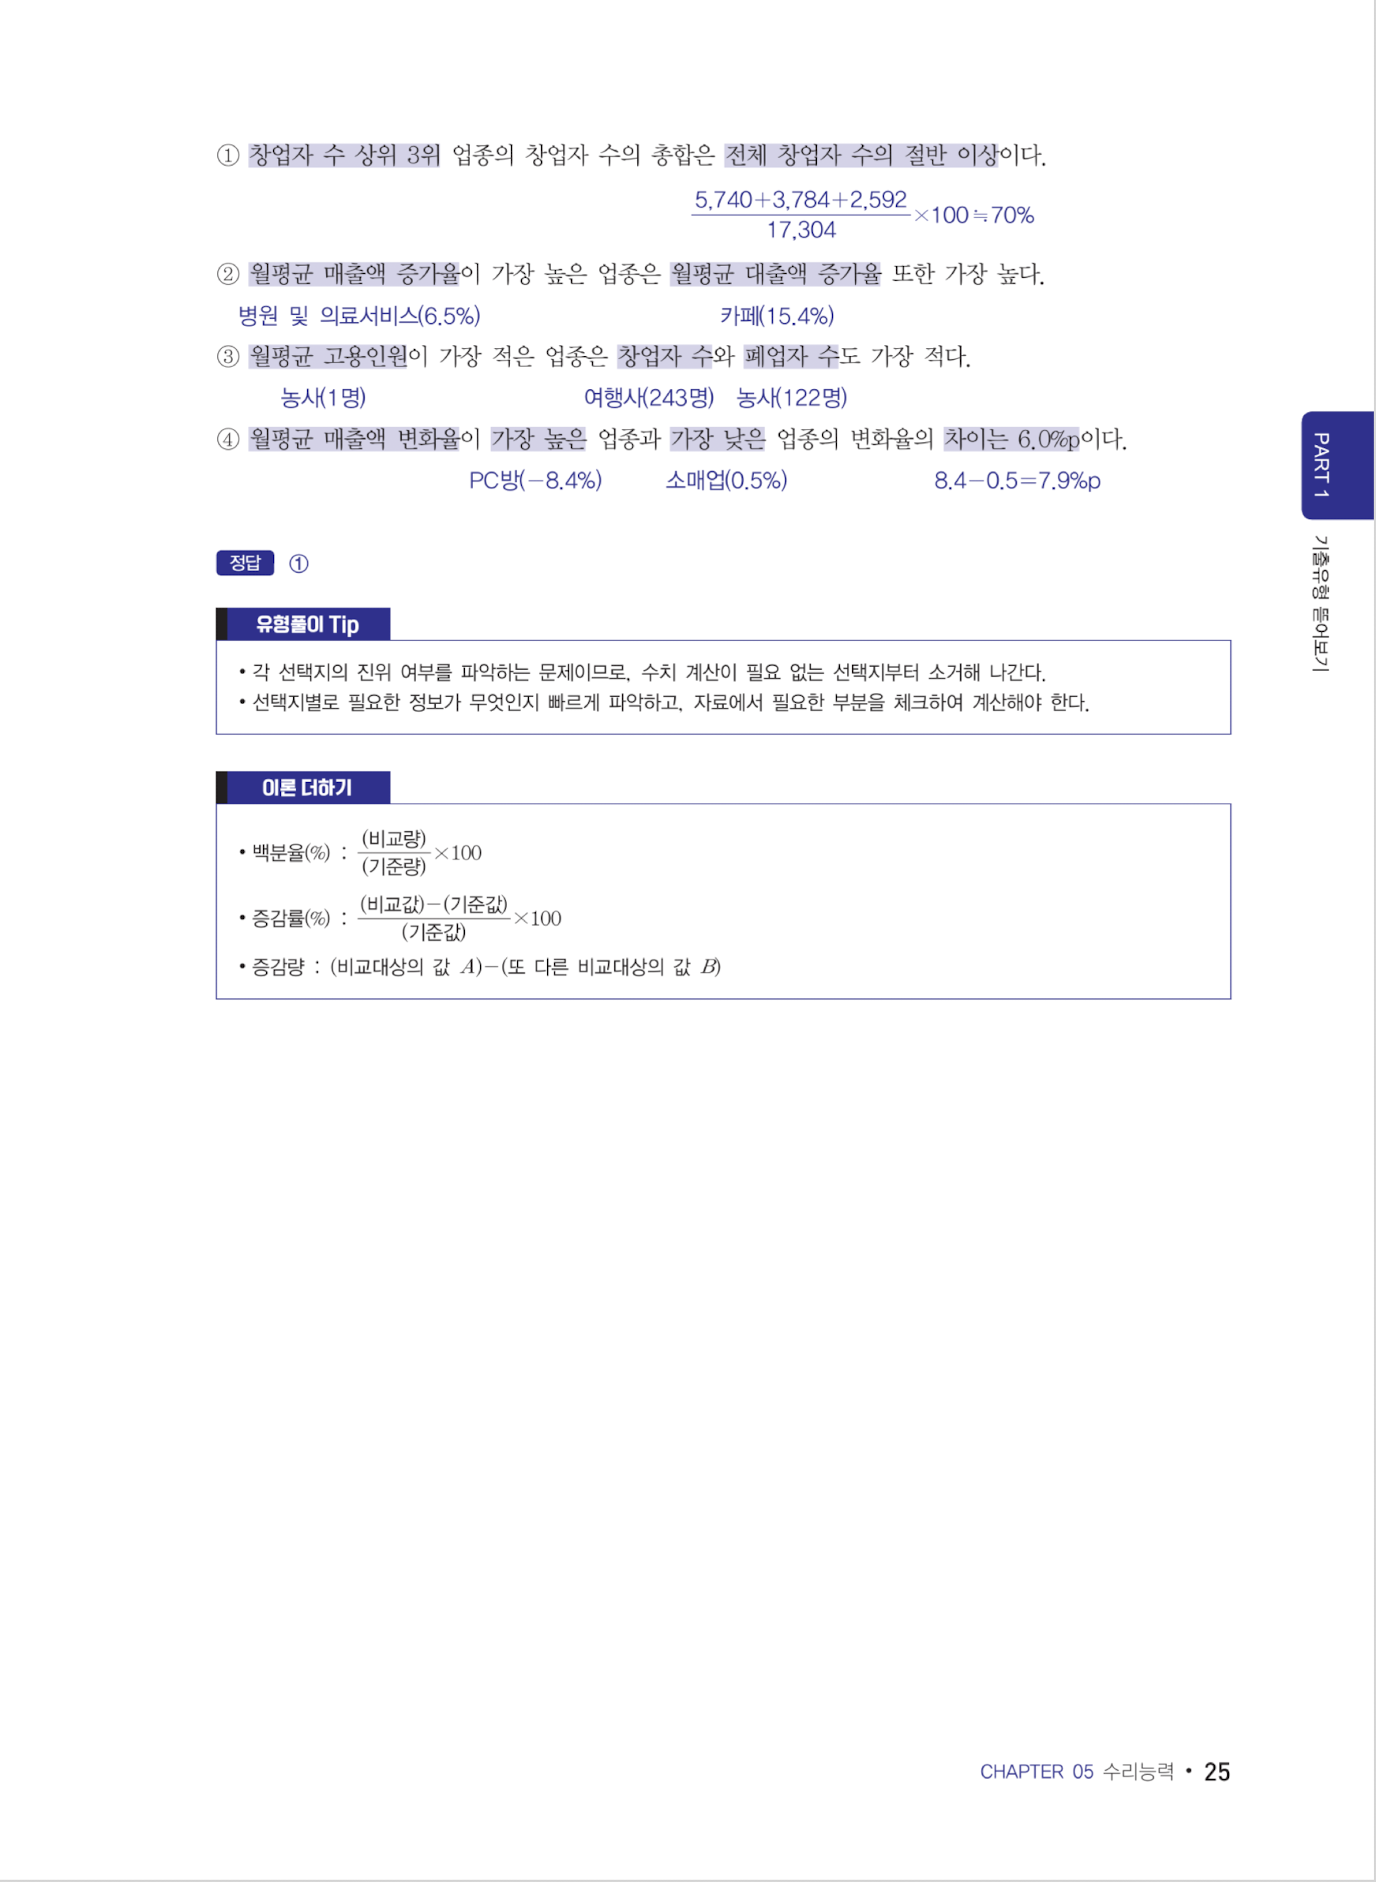 ① 창업자 수 상위 3위 업종의 창업자 수의 총합은 전체 창업자 수의 절반 이상이다.
5,740+3,784+2,592
17,304
×100≒70%
② 월평균 매출액 증가율이 가장 높은 업종은 월평균 대출액 증가율 또한 가장 높다.
병원 및 의료서비스(6.5%) 카페(15.4%)
③ 월평균 고용인원이 가장 적은 업종은 창업자 수와 폐업자 수도 가장 적다.
농사(1명) 여행사(243명) 농사(122명)
④ 월평균 매출액 변화율이 가장 높은 업종과 가장 낮은 업종의 변화율의 차이는 6.0%p이다.
PC방(−8.4%) 소매업(0.5%) 8.4−0.5=7.9%p
정답 ①
유형풀이 Tip
• 각 선택지의 진위 여부를 파악하는 문제이므로, 수치 계산이 필요 없는 선택지부터 소거해 나간다.
• 선택지별로 필요한 정보가 무엇인지 빠르게 파악하고, 자료에서 필요한 부분을 체크하여 계산해야 한다.
이론 더하기
• 백분율(%) : (비교량)/(기준량)×100
• 증감률(%) : (비교값)−(기준값)/(기준값)×100
• 증감량 : (비교대상의 값 A)−(또 다른 비교대상의 값 B)
PART 1
기출유형 뜯어보기
CHAPTER 05 수리능력 • 25